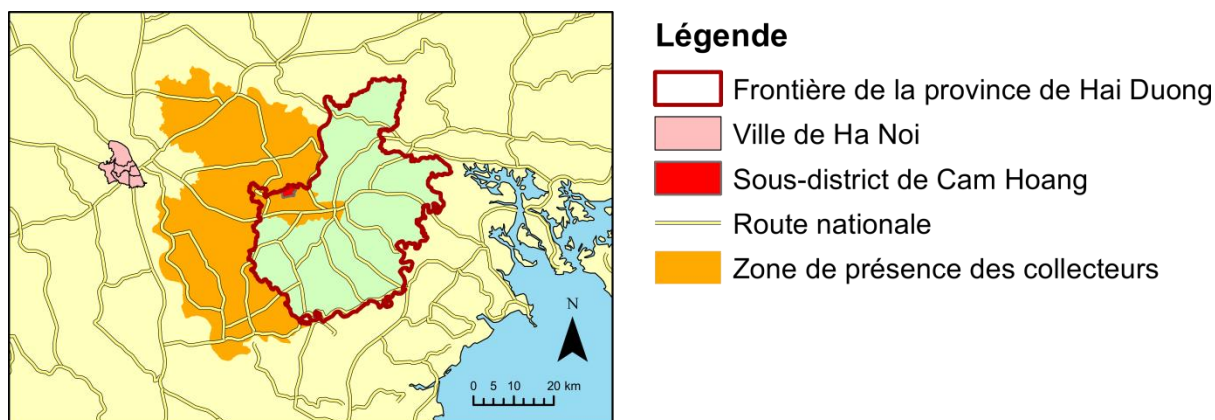 Légende
Frontière de la province de Hai Duong
Ville de Ha Noi
Sous-district de Cam Hoang
Route nationale
Zone de présence des collecteurs
N
0 5 10 20 km